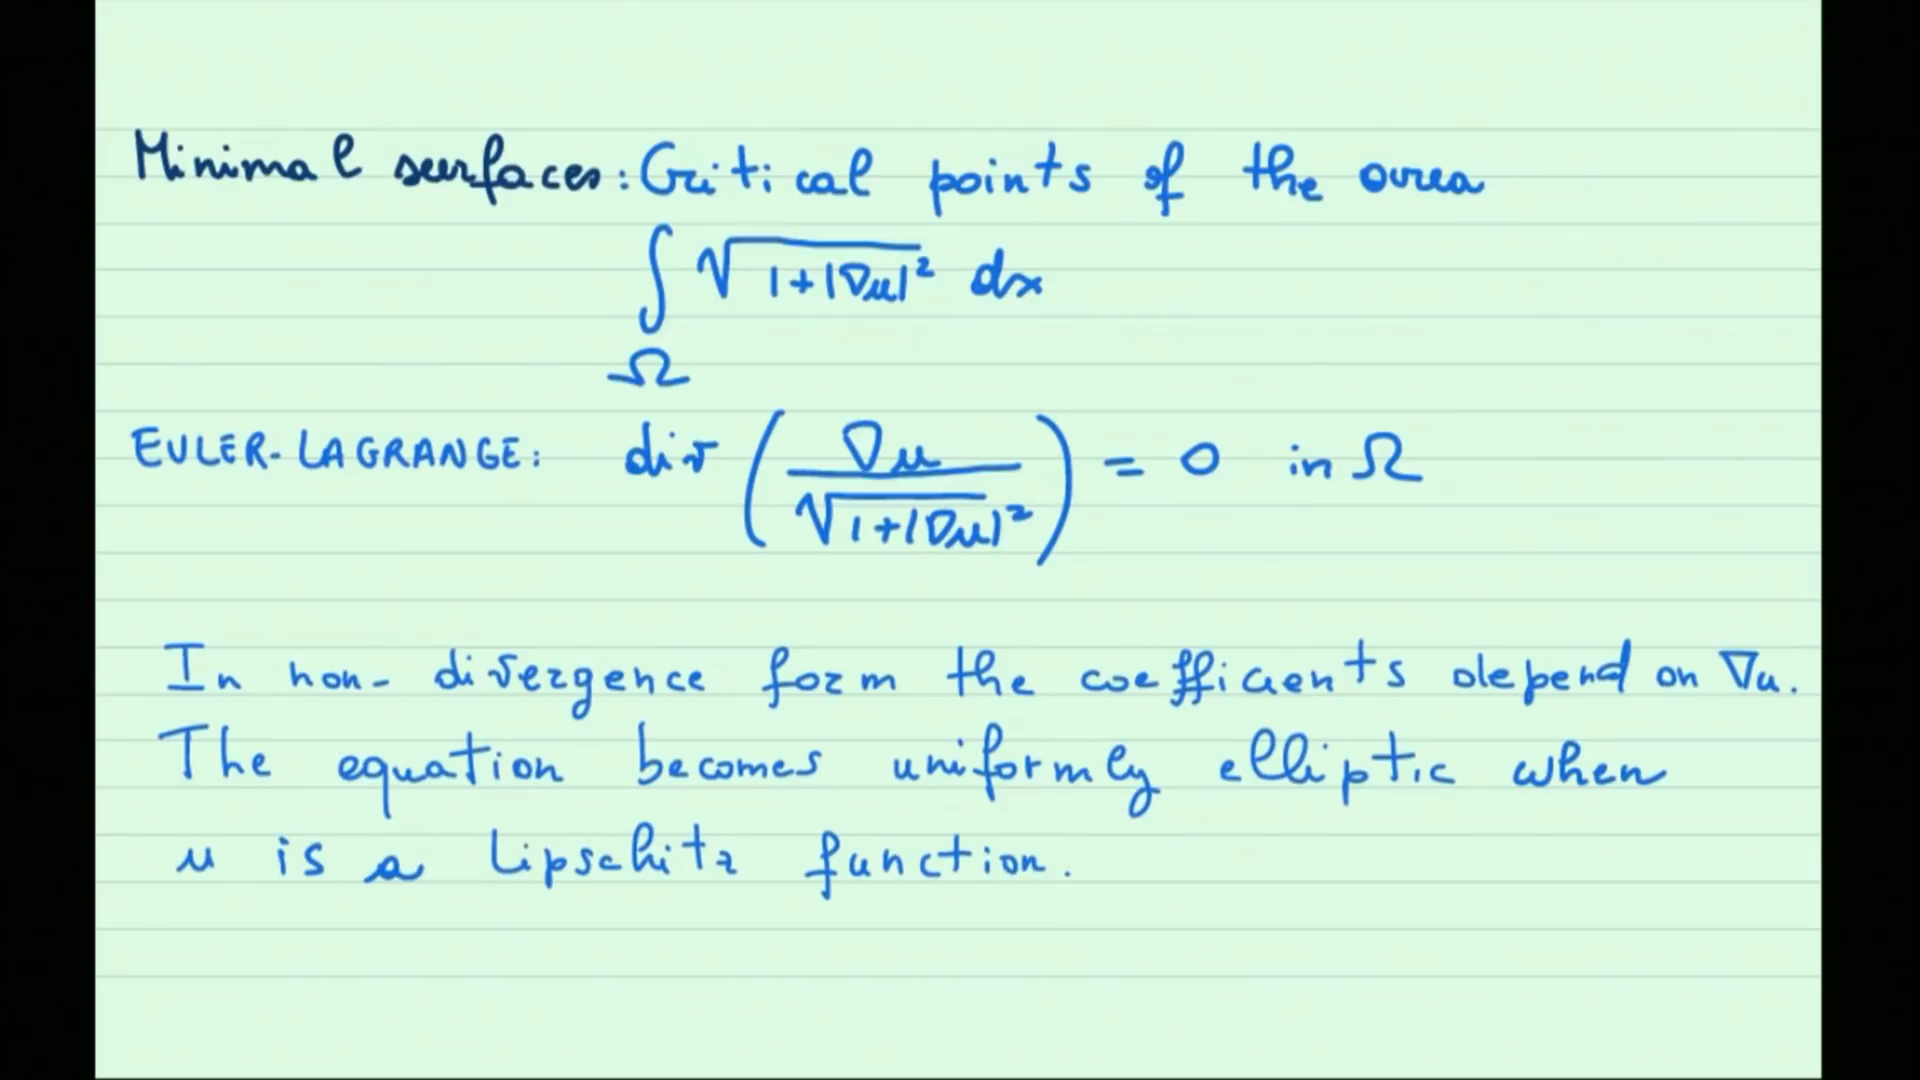 Minimal surfaces: Critical points of the area
∫ √1+|∇u|² dx
Ω
EULER-LAGRANGE: div ( ∇u / √1+|∇u|² ) = 0 in Ω
In non-divergence form the coefficients depend on ∇u.
The equation becomes uniformly elliptic when
u is a Lipschitz function.